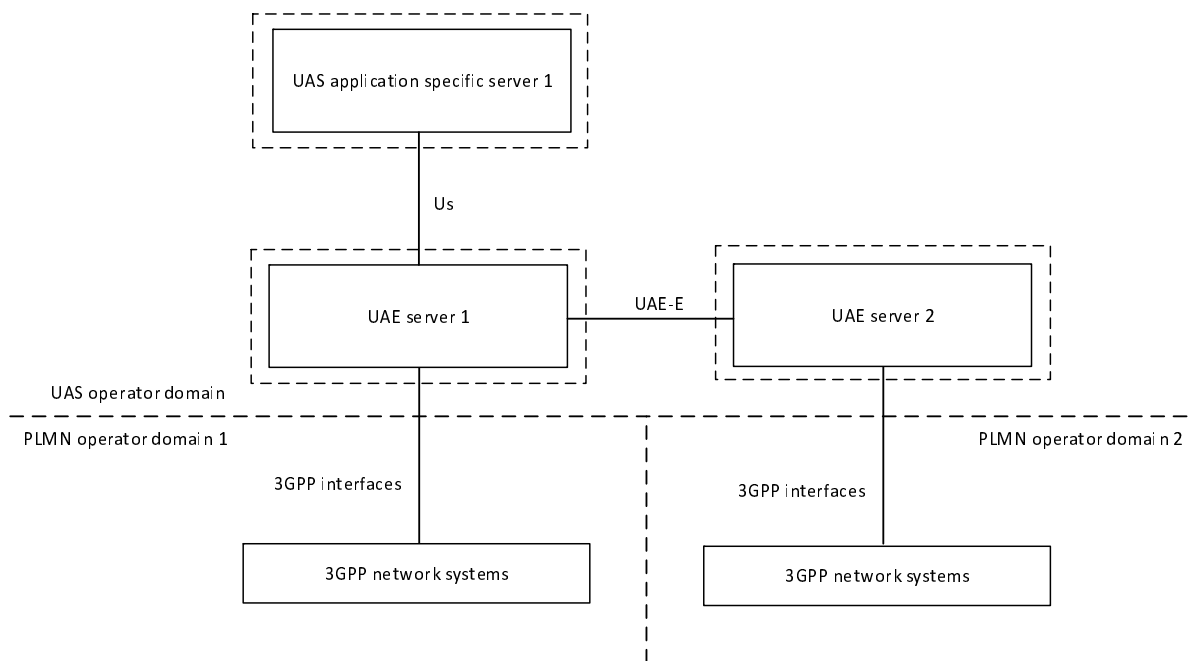 UAS application specific server 1
Us
UAE-E
UAE server 1
UAE server 2
UAS operator domain
PLMN operator domain 1
PLMN operator domain 2
3GPP interfaces
3GPP interfaces
3GPP network systems
3GPP network systems